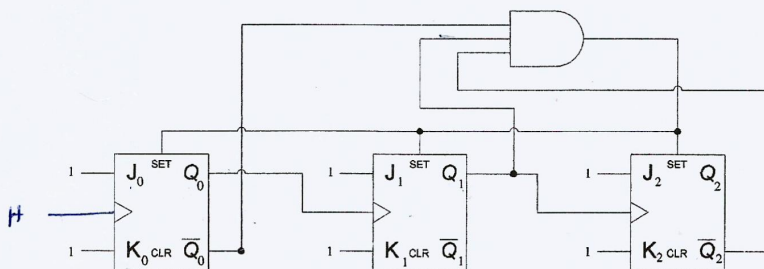 1 J₀ SET Q₀ 1 J₁ SET Q₁ 1 J₂ SET Q₂
H
1 K₀ CLR Q̅₀ 1 K₁ CLR Q̅₁ 1 K₂ CLR Q̅₂